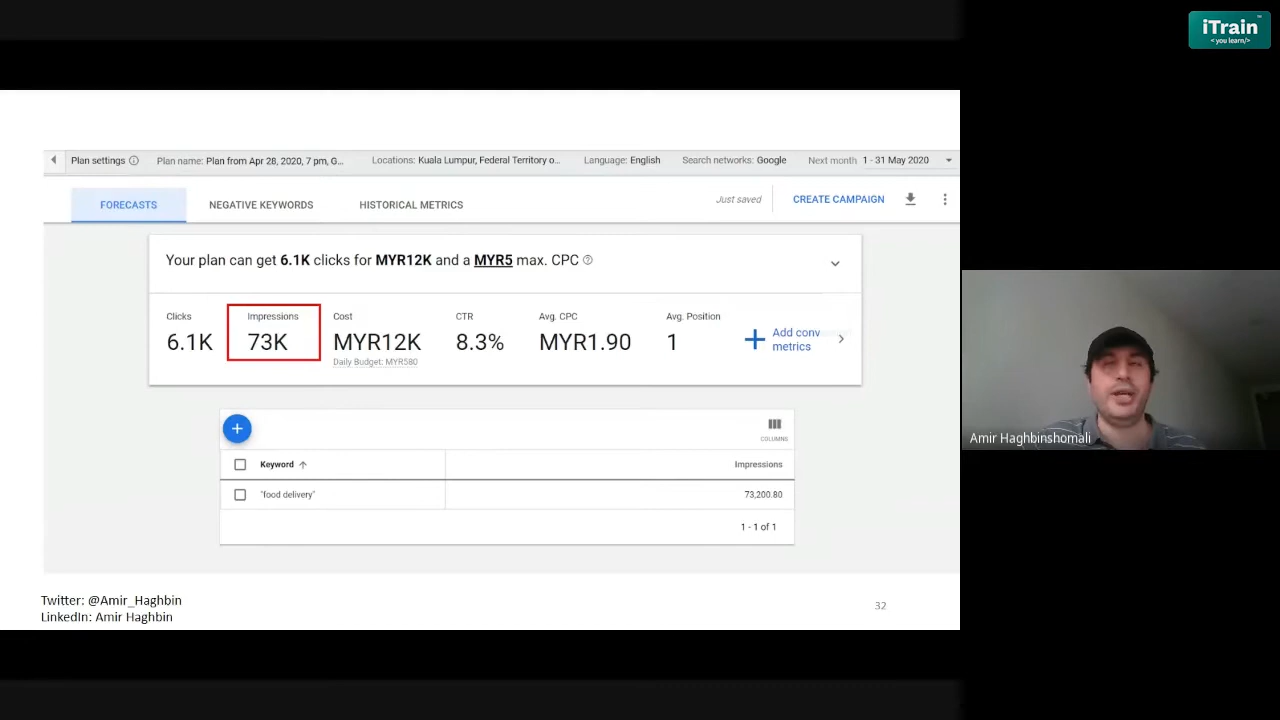 iTrain
< you learn/>
Plan settings
Plan name: Plan from Apr 28, 2020, 7 pm, G...
Locations: Kuala Lumpur, Federal Territory o...
Language: English
Search networks: Google
Next month 1 - 31 May 2020
FORECASTS
NEGATIVE KEYWORDS
HISTORICAL METRICS
Just saved
CREATE CAMPAIGN
Your plan can get 6.1K clicks for MYR12K and a MYR5 max. CPC
Clicks
6.1K
Impressions
73K
Cost
MYR12K
Daily Budget: MYR580
CTR
8.3%
Avg. CPC
MYR1.90
Avg. Position
1
Add conv
metrics
COLUMNS
Keyword
Impressions
"food delivery"
73,200.80
1 - 1 of 1
Amir Haghbinshomali
Twitter: @Amir_Haghbin
LinkedIn: Amir Haghbin
32